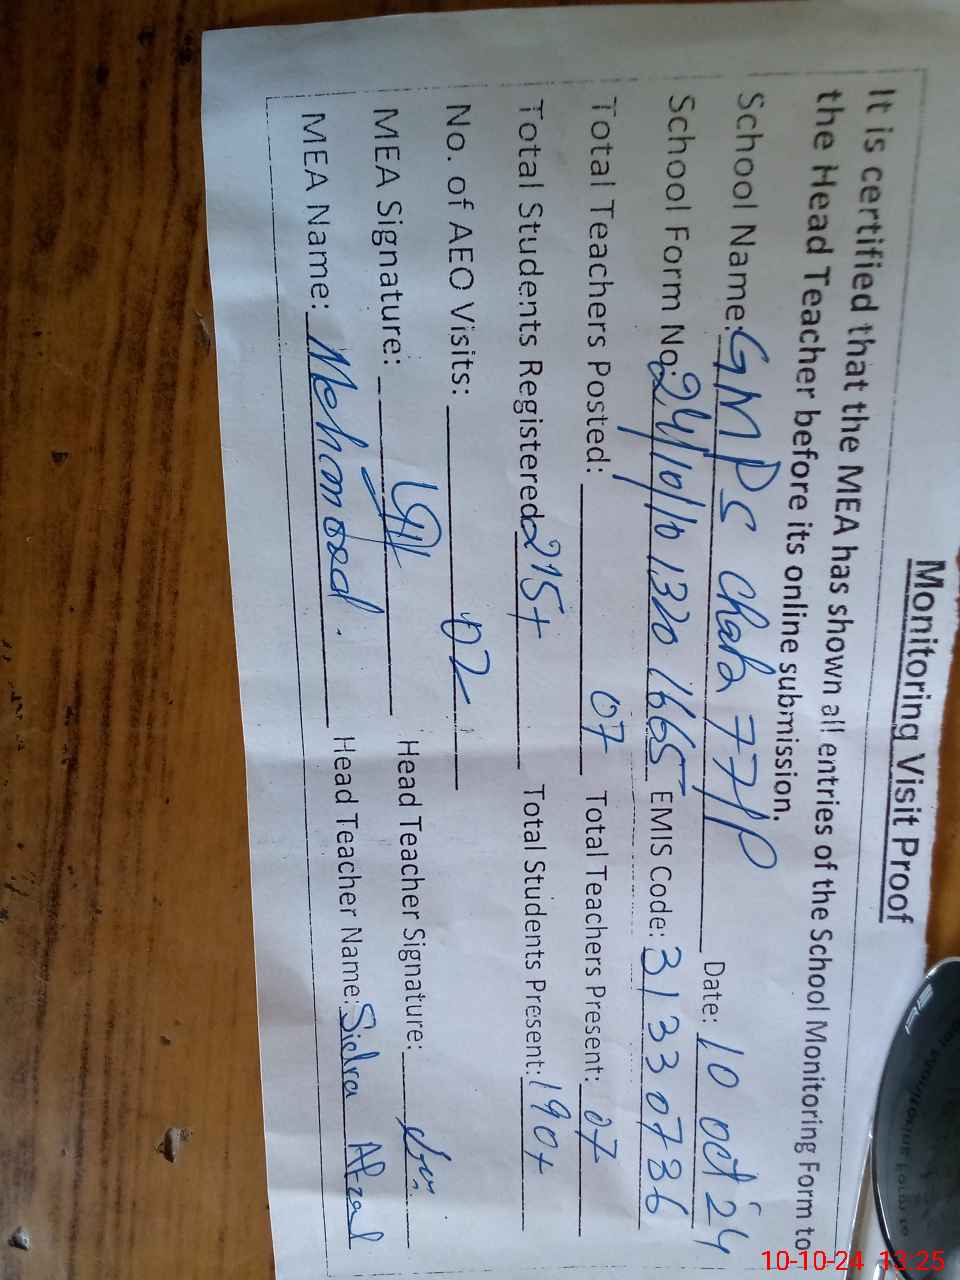 Monitoring Visit Proof
It is certified that the MEA has shown all entries of the School Monitoring Form to
the Head Teacher before its online submission.
School Name: GMPS Chak 77/P Date: 10 oct 24
School Form No: 24/10/10 1320 1665 EMIS Code: 31330736
Total Teachers Posted: 07 Total Teachers Present: 07
Total Students Registered: 215+ Total Students Present: 190+
No. of AEO Visits: 02
MEA Signature: Head Teacher Signature:
MEA Name: Mehmood. Head Teacher Name: Sidra Afzal
10-10-24 13:25